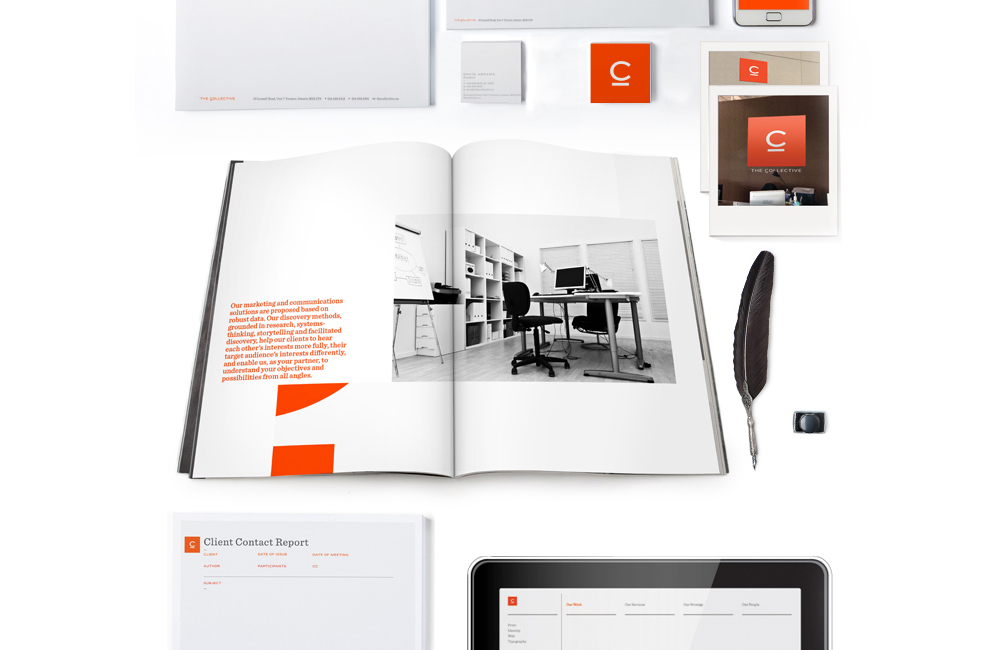 THE COLLECTIVE
C
C
C
THE COLLECTIVE
Our marketing and communications
solutions are proposed based on
robust data. Our discovery methods,
grounded in research, systems-
thinking, storytelling and facilitated
discovery, help our clients to hear
each other's interests more fully, their
target audience's interests differently,
and enable us, as your partner, to
understand your objectives and
possibilities from all angles.
C
Client Contact Report
CLIENT DATE OF ISSUE DATE OF MEETING
AUTHOR PARTICIPANTS CC
SUBJECT
C
Our Work Our Services Our Strategy Our People
Print
Identity
Web
Typography